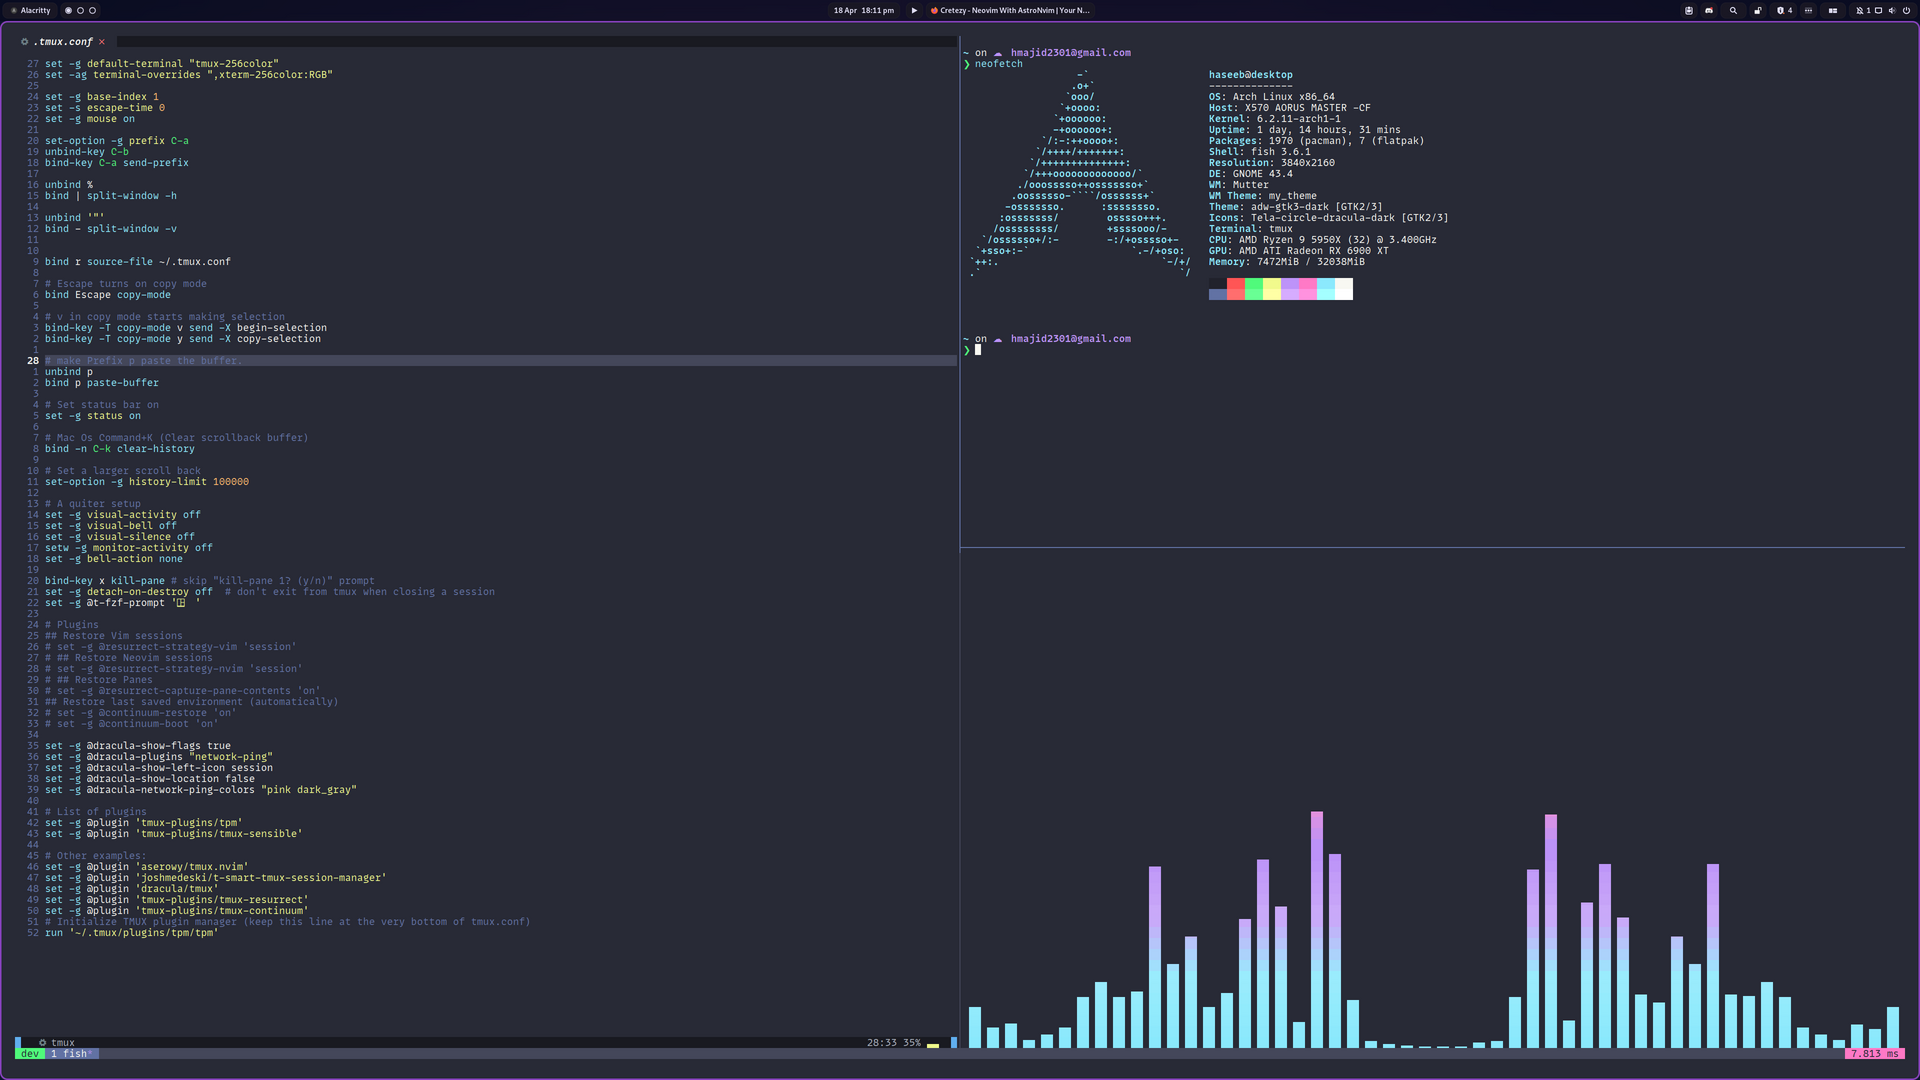 Alacritty
18 Apr 18:11 pm
Cretezy - Neovim With AstroNvim | Your N...
4
1
.tmux.conf ×
27 set -g default-terminal "tmux-256color"
26 set -ag terminal-overrides ",xterm-256color:RGB"
25
24 set -g base-index 1
23 set -s escape-time 0
22 set -g mouse on
21
20 set-option -g prefix C-a
19 unbind-key C-b
18 bind-key C-a send-prefix
17
16 unbind %
15 bind | split-window -h
14
13 unbind '"'
12 bind - split-window -v
11
10
9 bind r source-file ~/.tmux.conf
8
7 # Escape turns on copy mode
6 bind Escape copy-mode
5
4 # v in copy mode starts making selection
3 bind-key -T copy-mode v send -X begin-selection
2 bind-key -T copy-mode y send -X copy-selection
1
28 # make Prefix p paste the buffer.
1 unbind p
2 bind p paste-buffer
3
4 # Set status bar on
5 set -g status on
6
7 # Mac Os Command+K (Clear scrollback buffer)
8 bind -n C-k clear-history
9
10 # Set a larger scroll back
11 set-option -g history-limit 100000
12
13 # A quiter setup
14 set -g visual-activity off
15 set -g visual-bell off
16 set -g visual-silence off
17 setw -g monitor-activity off
18 set -g bell-action none
19
20 bind-key x kill-pane # skip "kill-pane 1? (y/n)" prompt
21 set -g detach-on-destroy off # don't exit from tmux when closing a session
22 set -g @t-fzf-prompt ' '
23
24 # Plugins
25 ## Restore Vim sessions
26 # set -g @resurrect-strategy-vim 'session'
27 # ## Restore Neovim sessions
28 # set -g @resurrect-strategy-nvim 'session'
29 # ## Restore Panes
30 # set -g @resurrect-capture-pane-contents 'on'
31 ## Restore last saved environment (automatically)
32 # set -g @continuum-restore 'on'
33 # set -g @continuum-boot 'on'
34
35 set -g @dracula-show-flags true
36 set -g @dracula-plugins "network-ping"
37 set -g @dracula-show-left-icon session
38 set -g @dracula-show-location false
39 set -g @dracula-network-ping-colors "pink dark_gray"
40
41 # List of plugins
42 set -g @plugin 'tmux-plugins/tpm'
43 set -g @plugin 'tmux-plugins/tmux-sensible'
44
45 # Other examples:
46 set -g @plugin 'aserowy/tmux.nvim'
47 set -g @plugin 'joshmedeski/t-smart-tmux-session-manager'
48 set -g @plugin 'dracula/tmux'
49 set -g @plugin 'tmux-plugins/tmux-resurrect'
50 set -g @plugin 'tmux-plugins/tmux-continuum'
51 # Initialize TMUX plugin manager (keep this line at the very bottom of tmux.conf)
52 run '~/.tmux/plugins/tpm/tpm'
tmux 28:33 35%
dev 1 fish*
~ on ☁ hmajid2301@gmail.com
❯ neofetch
haseeb@desktop
--------------
OS: Arch Linux x86_64
Host: X570 AORUS MASTER -CF
Kernel: 6.2.11-arch1-1
Uptime: 1 day, 14 hours, 31 mins
Packages: 1970 (pacman), 7 (flatpak)
Shell: fish 3.6.1
Resolution: 3840x2160
DE: GNOME 43.4
WM: Mutter
WM Theme: my_theme
Theme: adw-gtk3-dark [GTK2/3]
Icons: Tela-circle-dracula-dark [GTK2/3]
Terminal: tmux
CPU: AMD Ryzen 9 5950X (32) @ 3.400GHz
GPU: AMD ATI Radeon RX 6900 XT
Memory: 7472MiB / 32038MiB
~ on ☁ hmajid2301@gmail.com
❯
7.813 ms